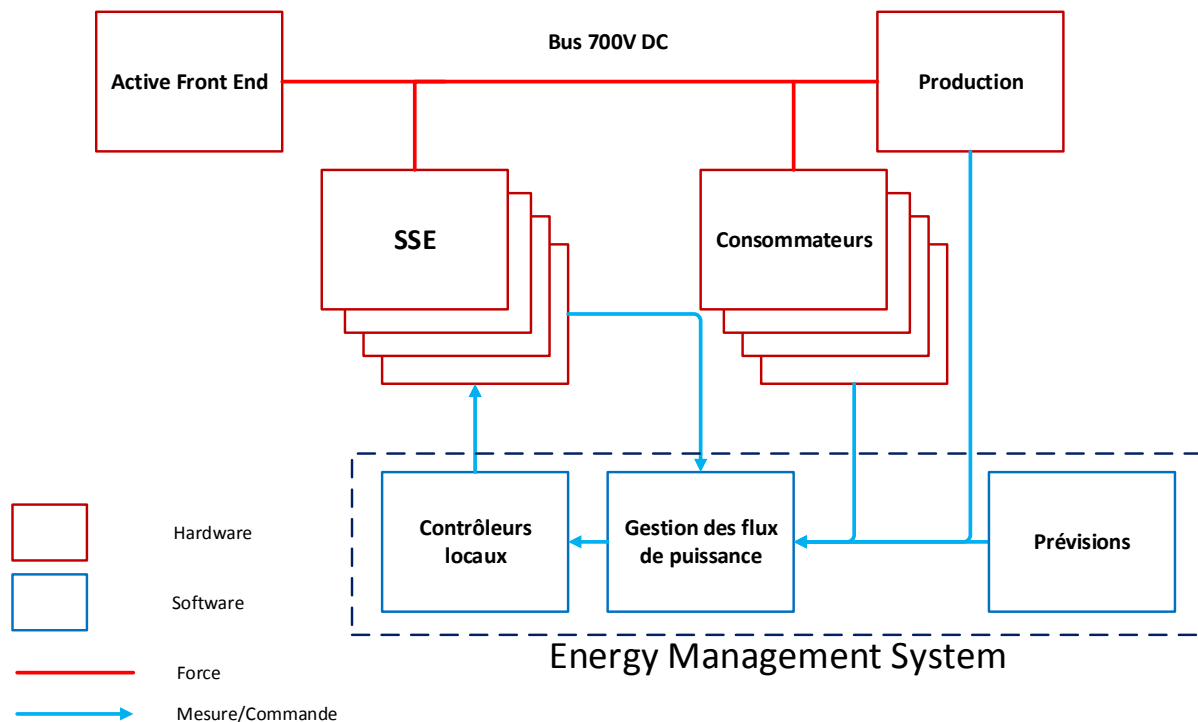 Bus 700V DC
Active Front End
Production
SSE
Consommateurs
Contrôleurs
locaux
Gestion des flux
de puissance
Prévisions
Energy Management System
Hardware
Software
Force
Mesure/Commande